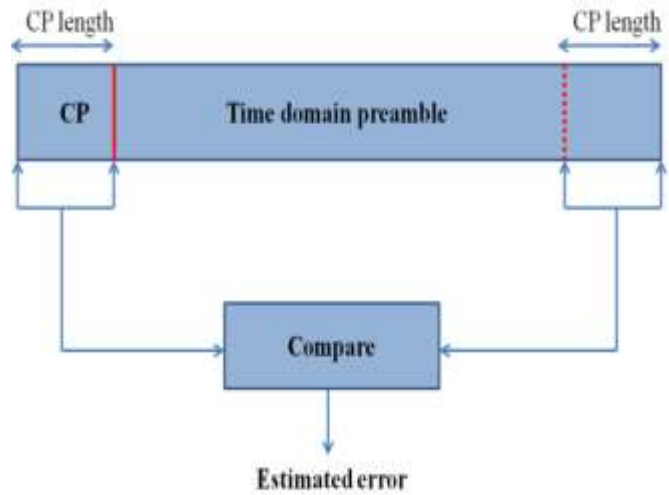 CP length
CP length
CP
Time domain preamble
Compare
Estimated error